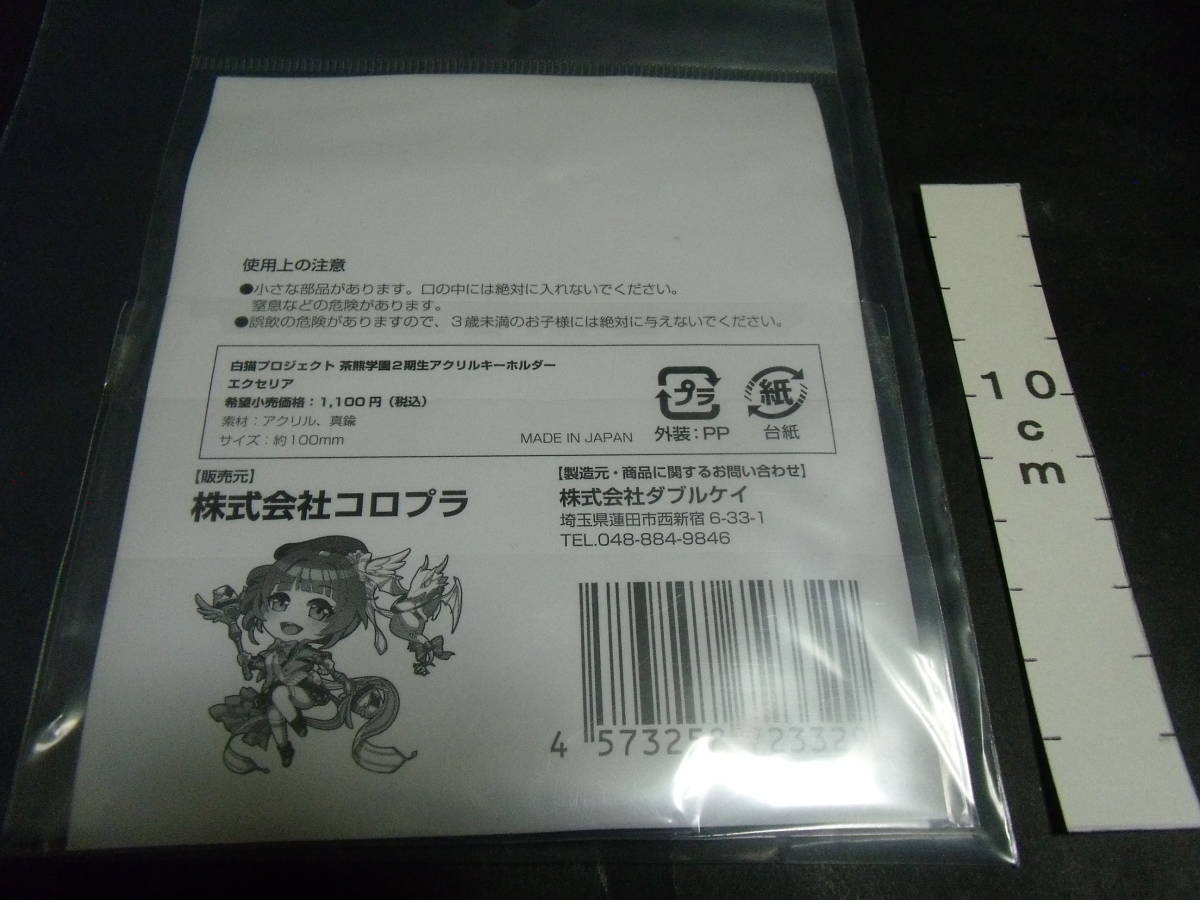 使用上の注意
●小さな部品があります。口の中には絶対に入れないでください。
窒息などの危険があります。
●誤飲の危険がありますので、3歳未満のお子様には絶対に与えないでください。
白猫プロジェクト 茶熊学園2期生アクリルキーホルダー
エクセリア
希望小売価格：1,100円（税込）
素材：アクリル、真鍮
サイズ：約100mm
MADE IN JAPAN
プラ
外装：PP
紙
台紙
【販売元】
株式会社コロプラ
【製造元・商品に関するお問い合わせ】
株式会社ダブルケイ
埼玉県蓮田市西新宿 6-33-1
TEL.048-884-9846
4 573252
10
c
m